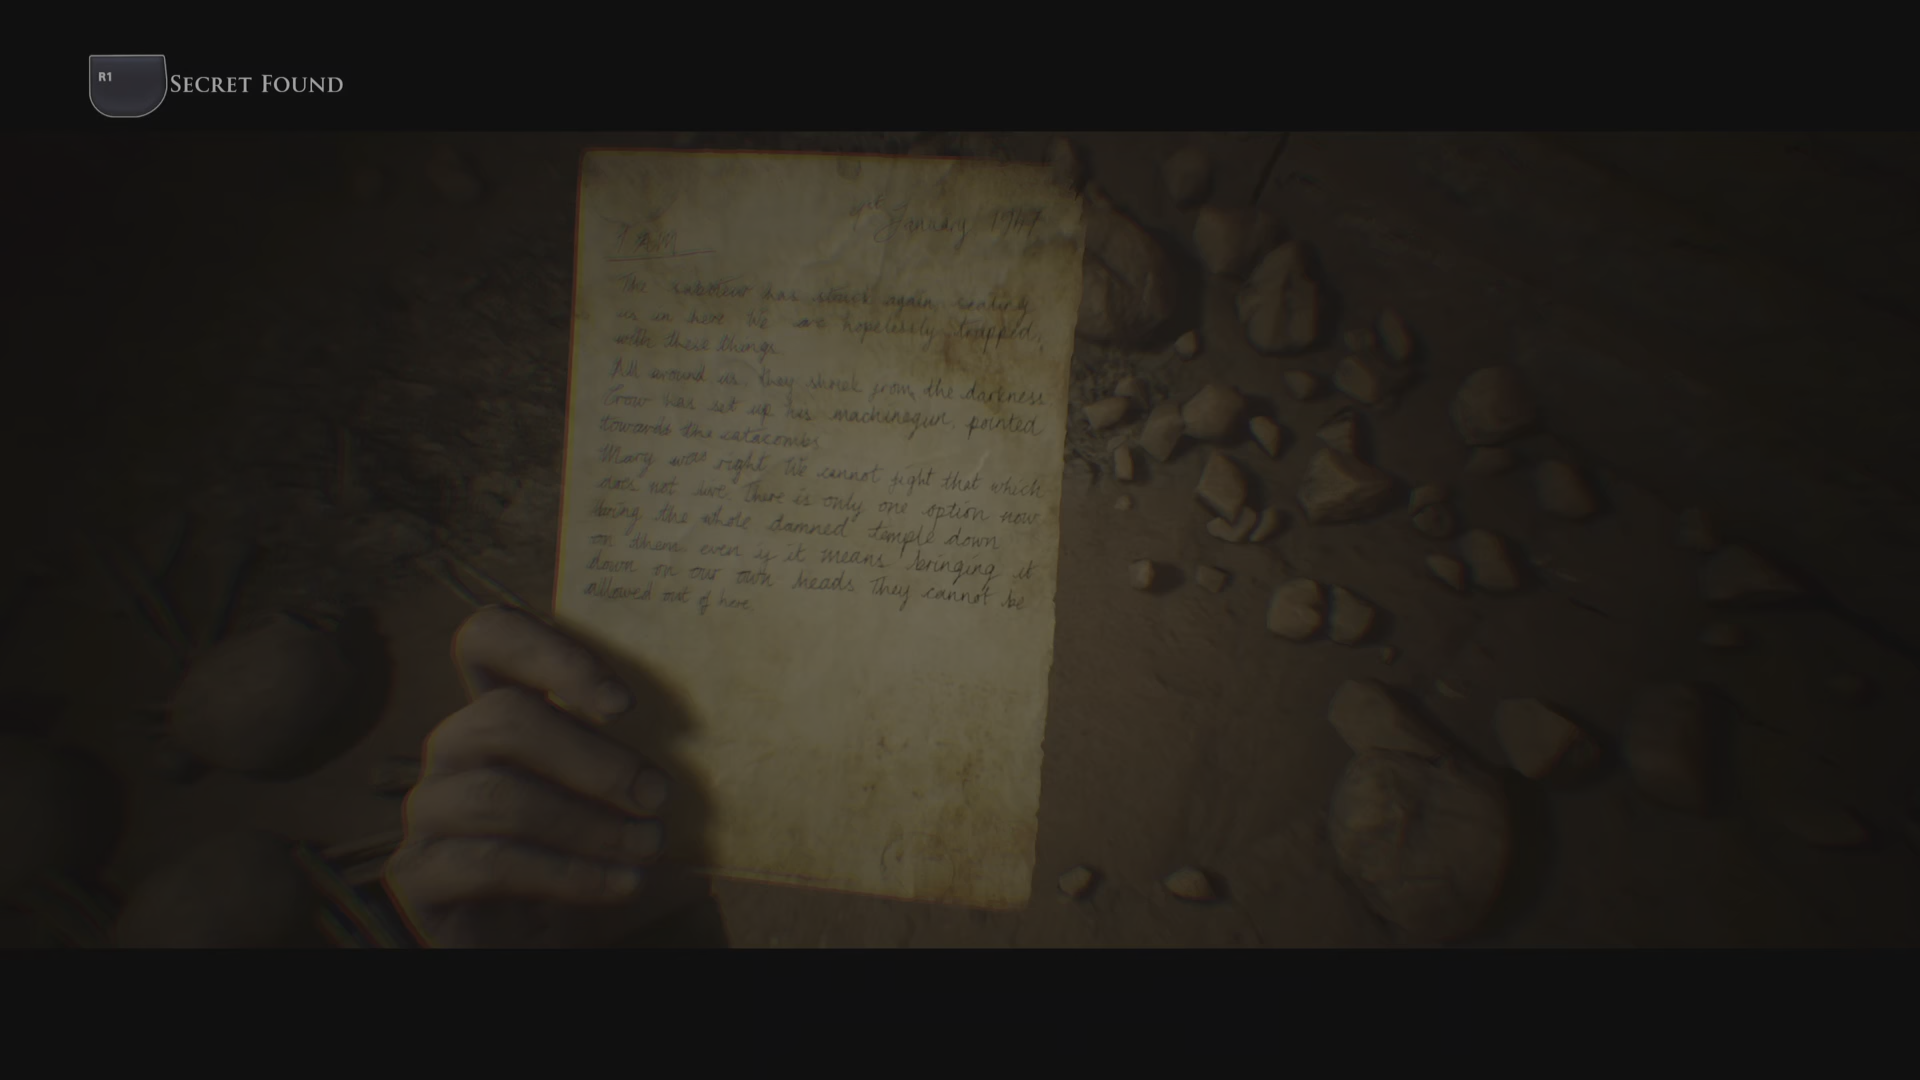 R1
Secret Found
January 1947
7 AM
The saboteur has struck again, sealing
us in here. We are hopelessly trapped,
with these things.
All around us, they shriek from the darkness
Crow has set up his machinegun, pointed
towards the catacombs
Mary was right. We cannot fight that which
does not live. There is only one option now
bring the whole damned temple down
on them even if it means bringing it
down on our own heads They cannot be
allowed out of here.